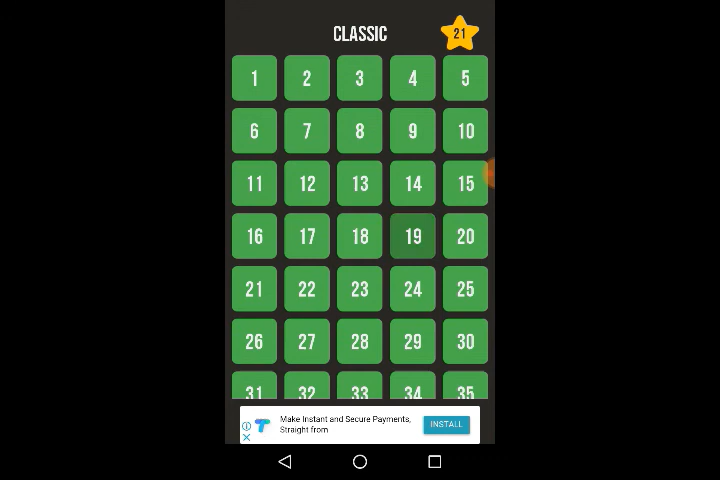 CLASSIC
21
1 2 3 4 5
6 7 8 9 10
11 12 13 14 15
16 17 18 19 20
21 22 23 24 25
26 27 28 29 30
31 32 33 34 35
Make Instant and Secure Payments,
Straight from
INSTALL